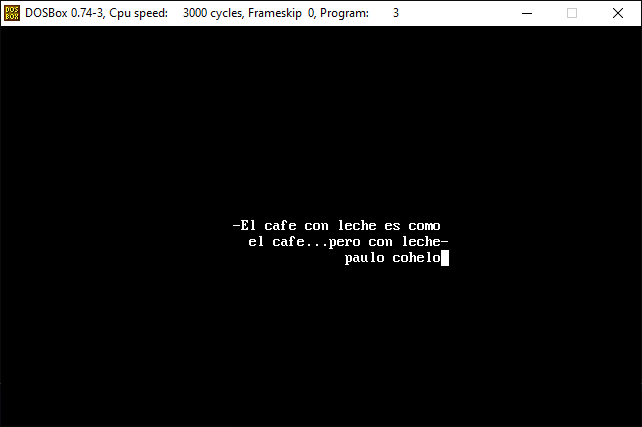 DOSBox 0.74-3, Cpu speed: 3000 cycles, Frameskip 0, Program: 3
-El cafe con leche es como
el cafe...pero con leche-
paulo cohelo